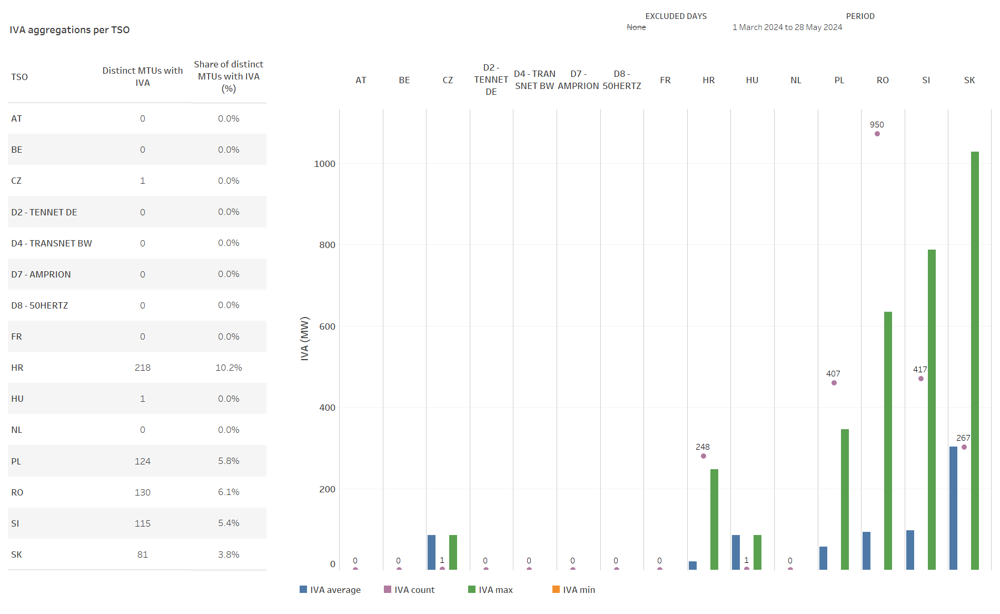 EXCLUDED DAYS
PERIOD
None
1 March 2024 to 28 May 2024
IVA aggregations per TSO
TSO
Distinct MTUs with
IVA
Share of distinct
MTUs with IVA
(%)
AT 0 0.0%
BE 0 0.0%
CZ 1 0.0%
D2 - TENNET DE 0 0.0%
D4 - TRANSNET BW 0 0.0%
D7 - AMPRION 0 0.0%
D8 - 50HERTZ 0 0.0%
FR 0 0.0%
HR 218 10.2%
HU 1 0.0%
NL 0 0.0%
PL 124 5.8%
RO 130 6.1%
SI 115 5.4%
SK 81 3.8%
AT
BE
CZ
D2 -
TENNET
DE
D4 - TRAN
SNET BW
D7 -
AMPRION
D8 -
50HERTZ
FR
HR
HU
NL
PL
RO
SI
SK
IVA (MW)
1000
800
600
400
200
0
0
0
1
0
0
0
0
0
248
1
0
407
950
417
267
IVA average
IVA count
IVA max
IVA min